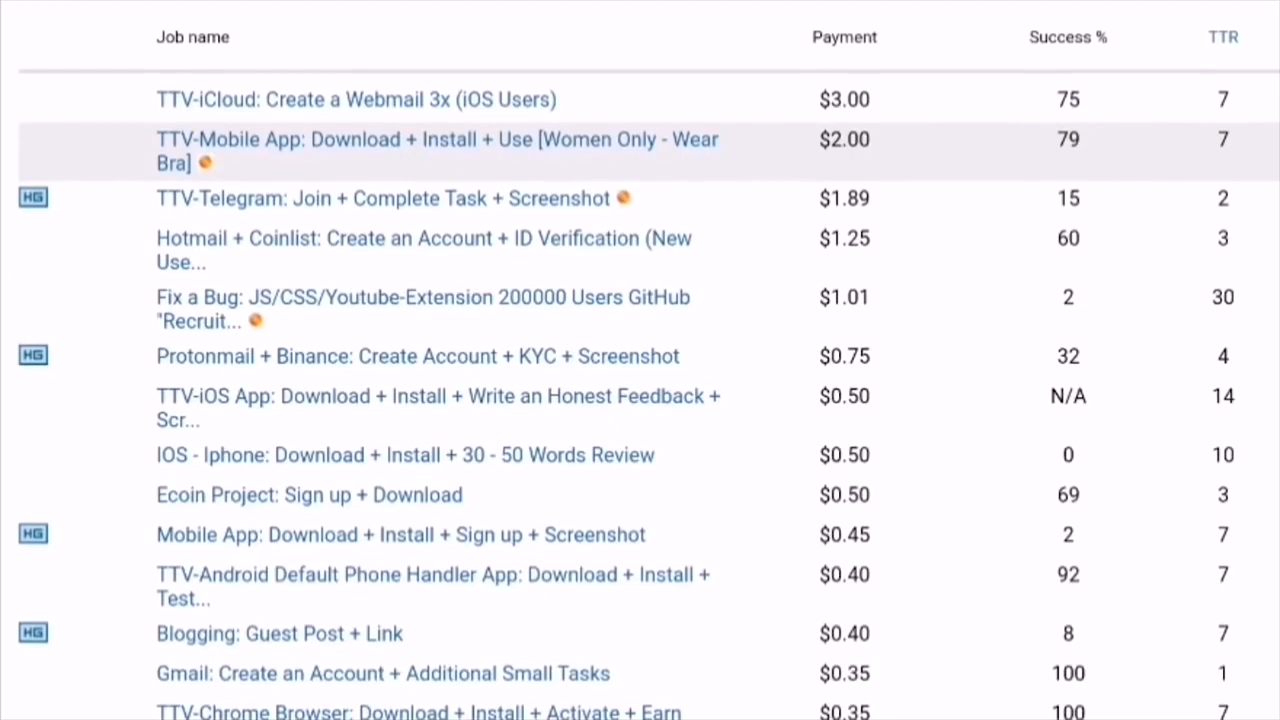 Job name Payment Success % TTR
TTV-iCloud: Create a Webmail 3x (iOS Users) $3.00 75 7
TTV-Mobile App: Download + Install + Use [Women Only - Wear $2.00 79 7
Bra]
HG TTV-Telegram: Join + Complete Task + Screenshot $1.89 15 2
Hotmail + Coinlist: Create an Account + ID Verification (New $1.25 60 3
Use...
Fix a Bug: JS/CSS/Youtube-Extension 200000 Users GitHub $1.01 2 30
"Recruit...
HG Protonmail + Binance: Create Account + KYC + Screenshot $0.75 32 4
TTV-iOS App: Download + Install + Write an Honest Feedback + $0.50 N/A 14
Scr...
IOS - Iphone: Download + Install + 30 - 50 Words Review $0.50 0 10
Ecoin Project: Sign up + Download $0.50 69 3
HG Mobile App: Download + Install + Sign up + Screenshot $0.45 2 7
TTV-Android Default Phone Handler App: Download + Install + $0.40 92 7
Test...
HG Blogging: Guest Post + Link $0.40 8 7
Gmail: Create an Account + Additional Small Tasks $0.35 100 1
TTV-Chrome Browser: Download + Install + Activate + Earn $0.35 100 7